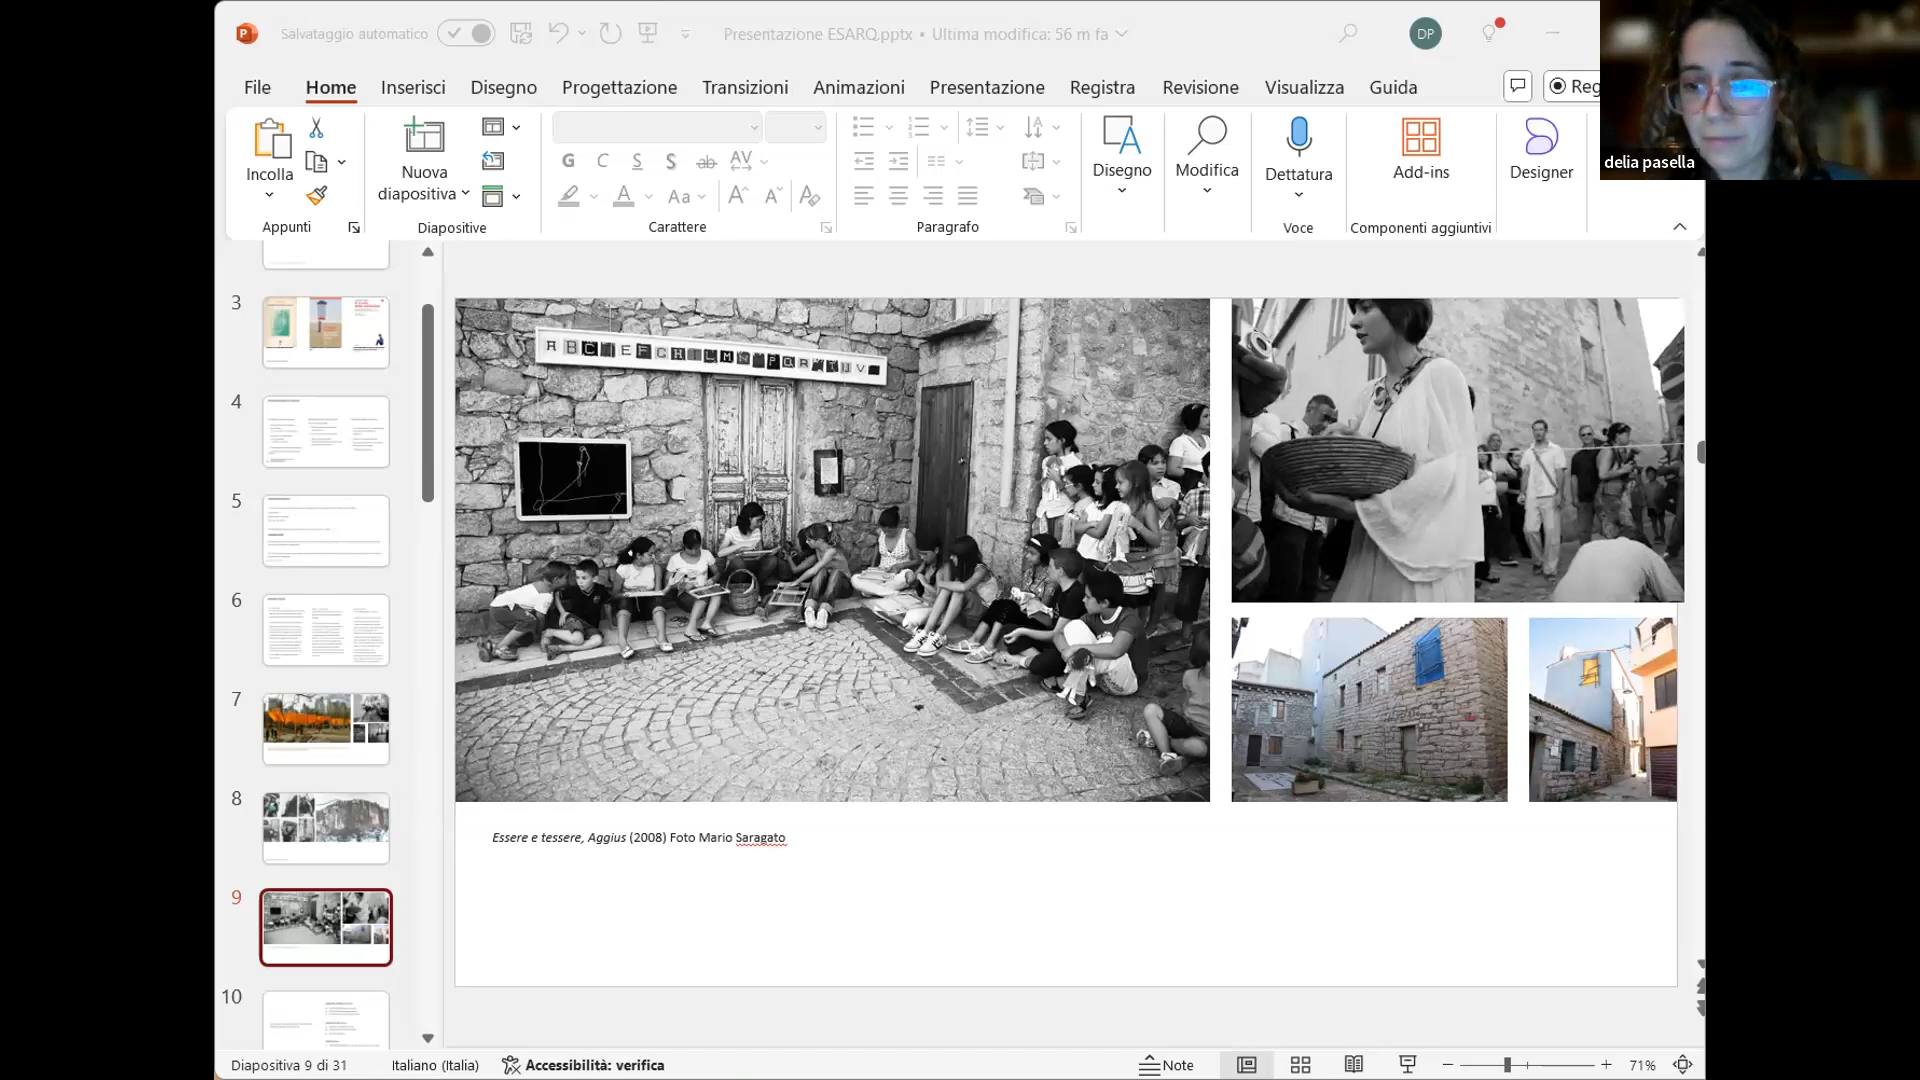 Salvataggio automatico
Presentazione ESARQ.pptx • Ultima modifica: 56 m fa
DP
File Home Inserisci Disegno Progettazione Transizioni Animazioni Presentazione Registra Revisione Visualizza Guida
Reg
delia pasella
Incolla
Nuova
diapositiva
G C S S ab AV
A Aa A A A
Disegno
Modifica
Dettatura
Add-ins
Designer
Appunti
Diapositive
Carattere
Paragrafo
Voce
Componenti aggiuntivi
3
4
5
6
7
8
9
10
Essere e tessere, Aggius (2008) Foto Mario Saragato
Diapositiva 9 di 31
Italiano (Italia)
Accessibilità: verifica
Note
71%